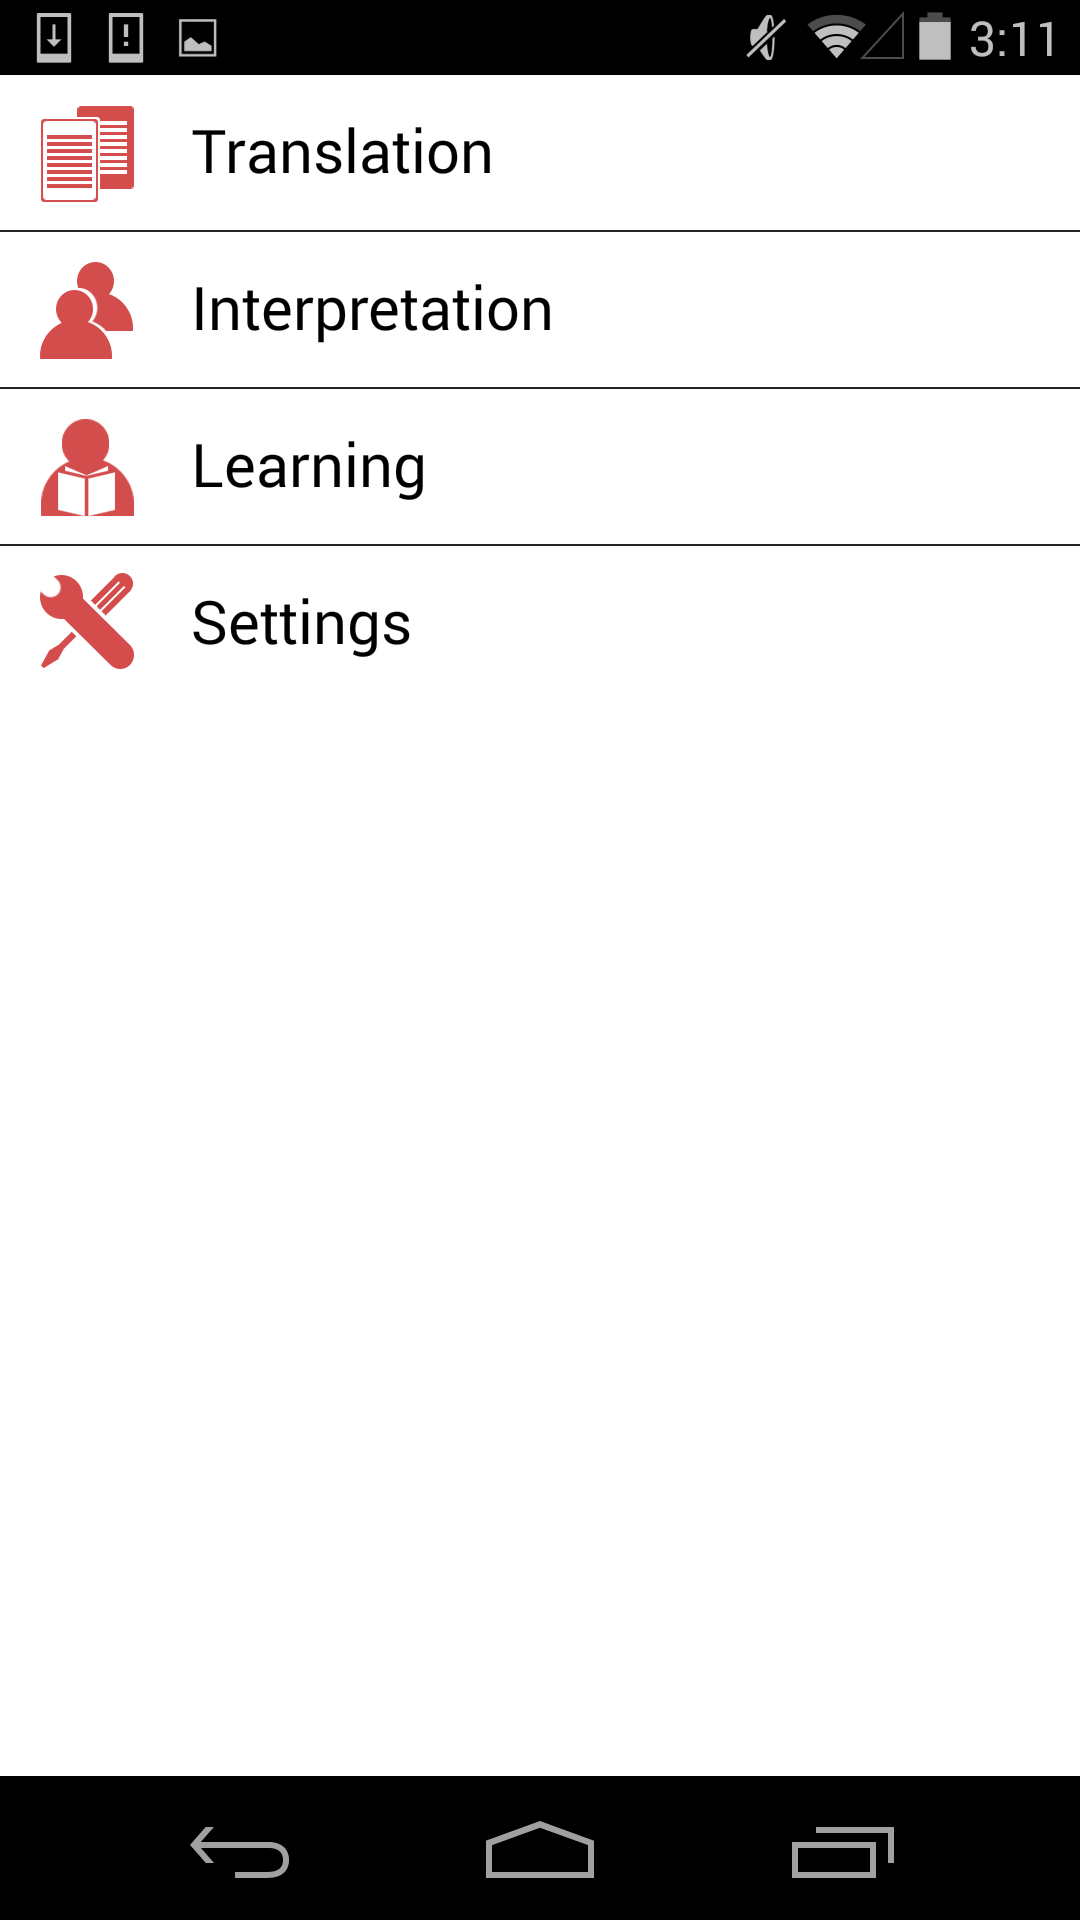 3:11
Translation
Interpretation
Learning
Settings